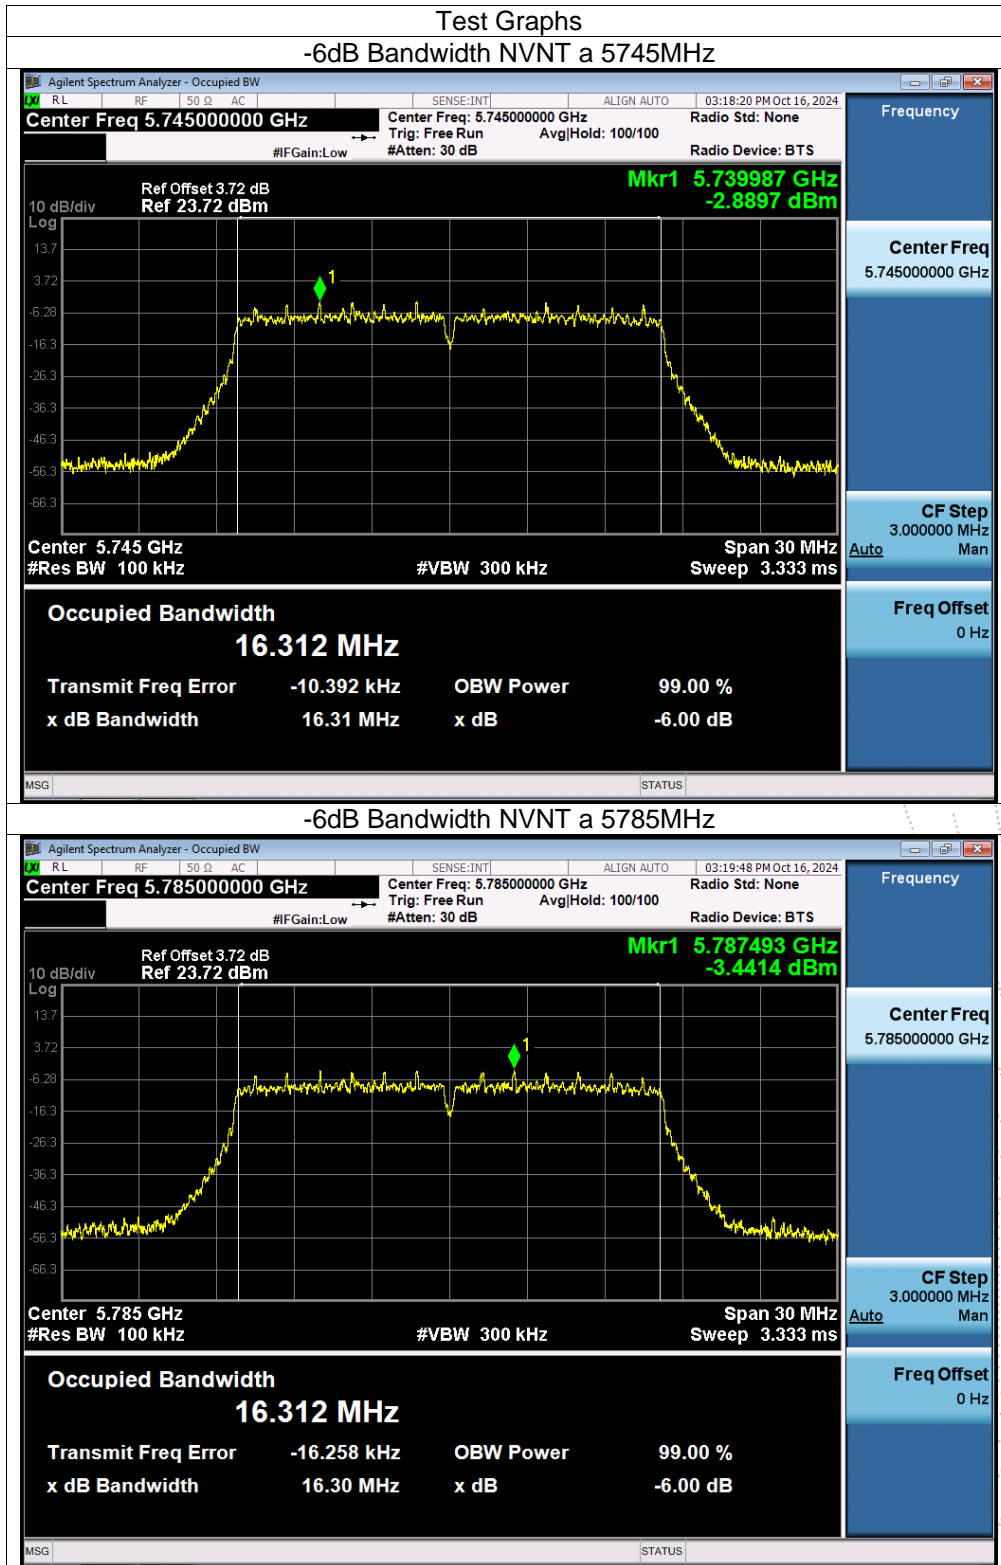 Test Graphs
-6dB Bandwidth NVNT a 5745MHz
Agilent Spectrum Analyzer - Occupied BW
LXI RL RF 50 Ω AC SENSE:INT ALIGN AUTO 03:18:20 PM Oct 16, 2024
Center Freq 5.745000000 GHz Center Freq: 5.745000000 GHz Radio Std: None Frequency
Trig: Free Run Avg|Hold: 100/100
#IFGain:Low #Atten: 30 dB Radio Device: BTS
Mkr1 5.739987 GHz
-2.8897 dBm
Ref Offset 3.72 dB
10 dB/div Ref 23.72 dBm
Log
13.7
3.72
-6.28
-16.3
-26.3
-36.3
-46.3
-56.3
-66.3
1
Center Freq
5.745000000 GHz
CF Step
3.000000 MHz
Auto Man
Freq Offset
0 Hz
Center 5.745 GHz Span 30 MHz
#Res BW 100 kHz #VBW 300 kHz Sweep 3.333 ms
Occupied Bandwidth
16.312 MHz
Transmit Freq Error -10.392 kHz OBW Power 99.00 %
x dB Bandwidth 16.31 MHz x dB -6.00 dB
MSG STATUS
-6dB Bandwidth NVNT a 5785MHz
Agilent Spectrum Analyzer - Occupied BW
LXI RL RF 50 Ω AC SENSE:INT ALIGN AUTO 03:19:48 PM Oct 16, 2024
Center Freq 5.785000000 GHz Center Freq: 5.785000000 GHz Radio Std: None Frequency
Trig: Free Run Avg|Hold: 100/100
#IFGain:Low #Atten: 30 dB Radio Device: BTS
Mkr1 5.787493 GHz
-3.4414 dBm
Ref Offset 3.72 dB
10 dB/div Ref 23.72 dBm
Log
13.7
3.72
-6.28
-16.3
-26.3
-36.3
-46.3
-56.3
-66.3
1
Center Freq
5.785000000 GHz
CF Step
3.000000 MHz
Auto Man
Freq Offset
0 Hz
Center 5.785 GHz Span 30 MHz
#Res BW 100 kHz #VBW 300 kHz Sweep 3.333 ms
Occupied Bandwidth
16.312 MHz
Transmit Freq Error -16.258 kHz OBW Power 99.00 %
x dB Bandwidth 16.30 MHz x dB -6.00 dB
MSG STATUS